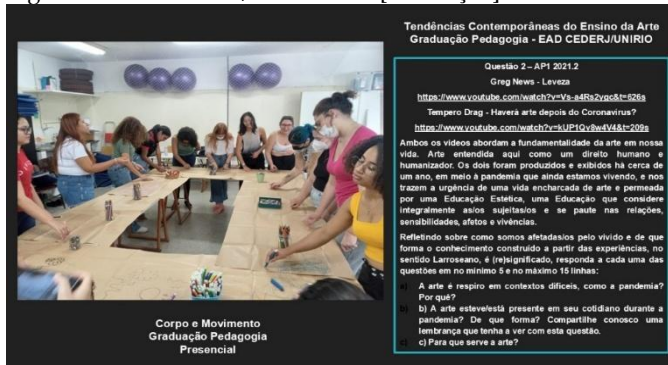 Tendências Contemporâneas do Ensino da Arte
Graduação Pedagogia - EAD CEDERJ/UNIRIO
Questão 2 – AP1 2021.2
Greg News - Leveza
https://www.youtube.com/watch?v=Vs-a4Rs2ygc&t=626s
Tempero Drag - Haverá arte depois do Coronavirus?
https://www.youtube.com/watch?v=kUP1Qv8w4V4&t=209s
Ambos os vídeos abordam a fundamentalidade da arte em nossa
vida. Arte entendida aqui como um direito humano e
humanizador. Os dois foram produzidos e exibidos há cerca de
um ano, em meio à pandemia que ainda estamos vivendo, e nos
trazem a urgência de uma vida encharcada de arte e permeada
por uma Educação Estética, uma Educação que considere
integralmente as/os sujeitas/os e se paute nas relações,
sensibilidades, afetos e vivências.
Refletindo sobre como somos afetadas/os pelo vivido e de que
forma o conhecimento construído a partir das experiências, no
sentido Larroseano, é (re)significado, responda a cada uma das
questões em no mínimo 5 e no máximo 15 linhas:
a) A arte é respiro em contextos difíceis, como a pandemia?
Por quê?
b) b) A arte esteve/está presente em seu cotidiano durante a
pandemia? De que forma? Compartilhe conosco uma
lembrança que tenha a ver com esta questão.
c) c) Para que serve a arte?
Corpo e Movimento
Graduação Pedagogia
Presencial